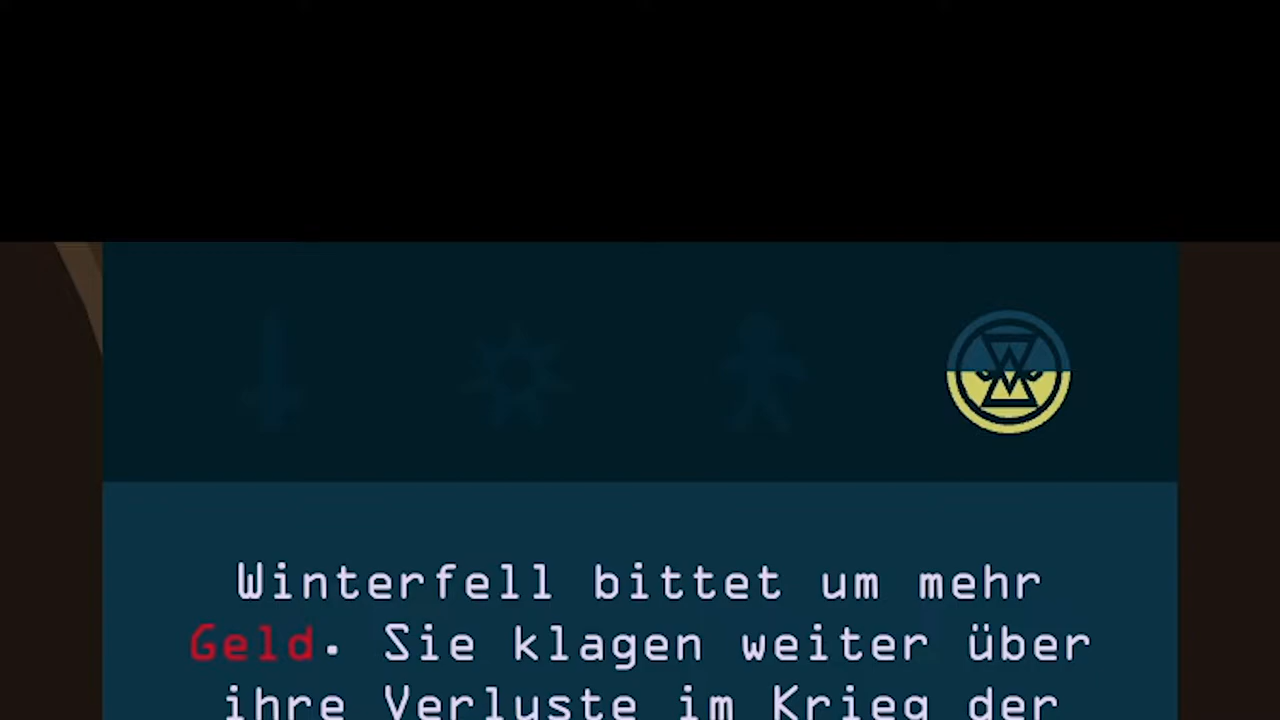 Winterfell bittet um mehr
Geld. Sie klagen weiter über
ihre Verluste im Krieg der